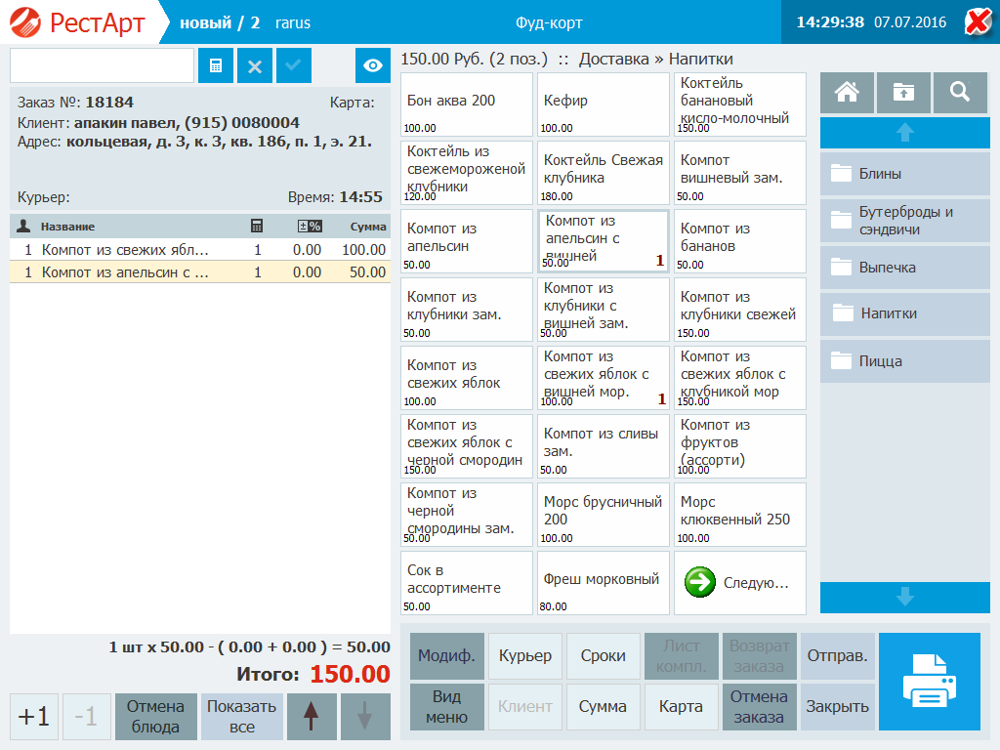 РестАрт
новый / 2 rarus
Фуд-корт
14:29:38 07.07.2016
150.00 Руб. (2 поз.) :: Доставка » Напитки
Заказ №: 18184 Карта:
Клиент: апакин павел, (915) 0080004
Адрес: кольцевая, д. 3, к. 3, кв. 186, п. 1, э. 21.
Курьер: Время: 14:55
Название ±% Сумма
1 Компот из свежих ябл... 1 0.00 100.00
1 Компот из апельсин с ... 1 0.00 50.00
1 шт x 50.00 - ( 0.00 + 0.00 ) = 50.00
Итого: 150.00
+1
-1
Отмена
блюда
Показать
все
Бон аква 200
100.00
Кефир
100.00
Коктейль
банановый
кисло-молочный
150.00
Коктейль из
свежемороженой
клубники
120.00
Коктейль Свежая
клубника
180.00
Компот
вишневый зам.
50.00
Компот из
апельсин
50.00
Компот из
апельсин с
вишней
50.00
1
Компот из
бананов
50.00
Компот из
клубники зам.
50.00
Компот из
клубники с
вишней зам.
50.00
Компот из
клубники свежей
150.00
Компот из
свежих яблок
100.00
Компот из
свежих яблок с
вишней мор.
100.00
1
Компот из
свежих яблок с
клубникой мор
150.00
Компот из
свежих яблок с
черной смородин
150.00
Компот из сливы
зам.
50.00
Компот из
фруктов
(ассорти)
100.00
Компот из
черной
смородины зам.
50.00
Морс брусничный
200
100.00
Морс
клюквенный 250
100.00
Сок в
ассортименте
50.00
Фреш морковный
80.00
Следую...
Блины
Бутерброды и
сэндвичи
Выпечка
Напитки
Пицца
Модиф.
Курьер
Сроки
Лист
компл.
Возврат
заказа
Отправ.
Вид
меню
Клиент
Сумма
Карта
Отмена
заказа
Закрыть